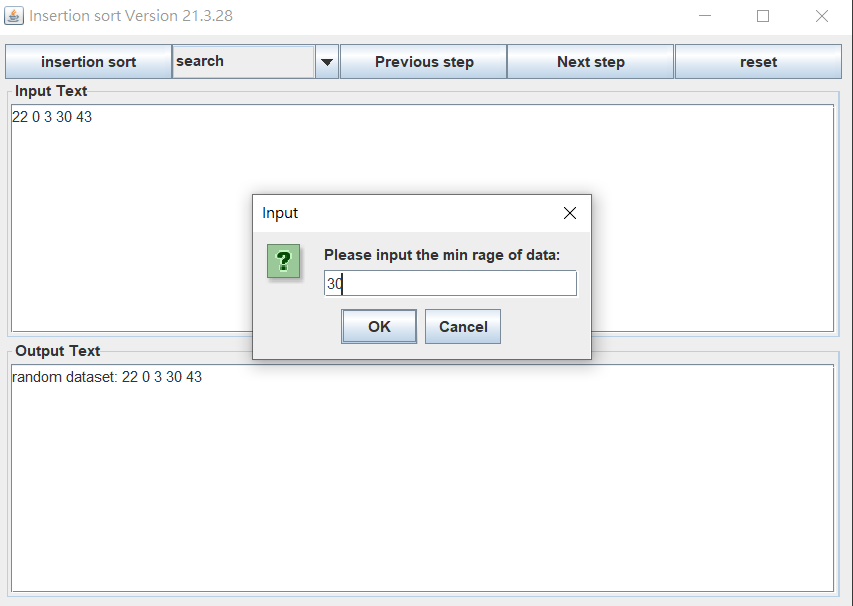 Insertion sort Version 21.3.28
insertion sort search Previous step Next step reset
Input Text
22 0 3 30 43
Input
Please input the min rage of data:
30
OK Cancel
Output Text
random dataset: 22 0 3 30 43